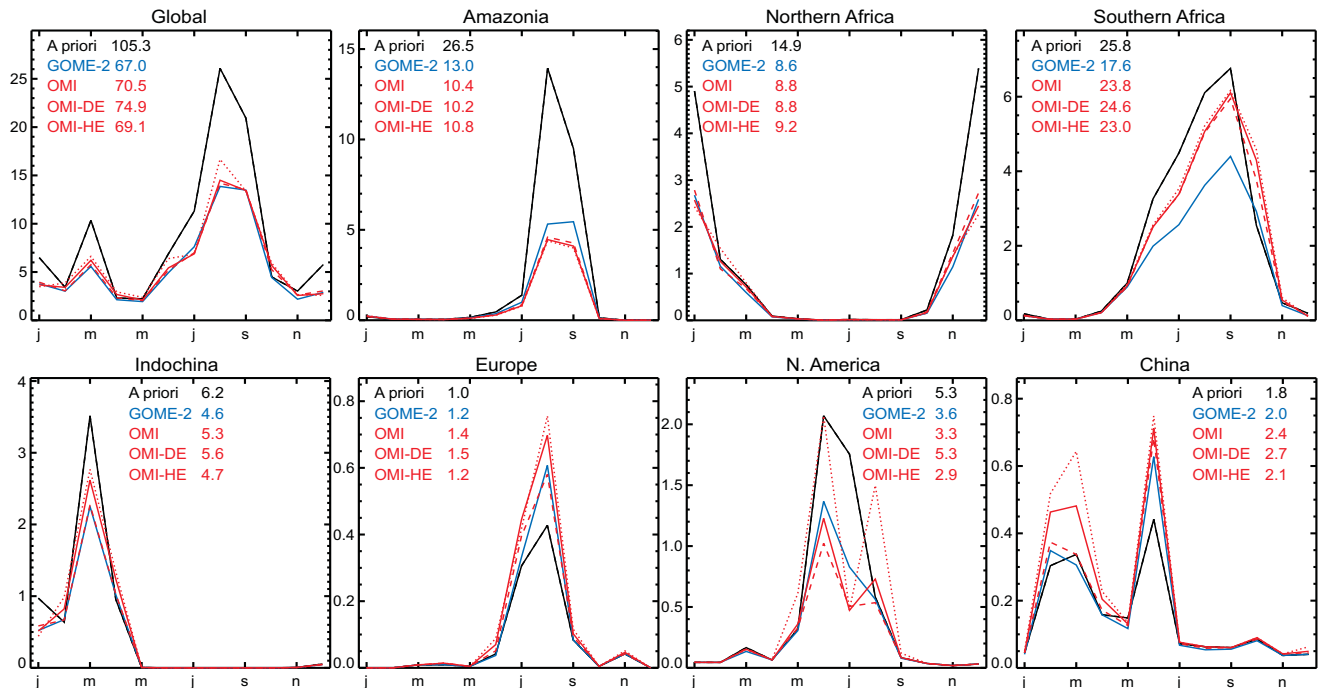 Global
A priori 105.3
GOME-2 67.0
OMI 70.5
OMI-DE 74.9
OMI-HE 69.1
25
20
15
10
5
0
j m m j s n
Amazonia
A priori 26.5
GOME-2 13.0
OMI 10.4
OMI-DE 10.2
OMI-HE 10.8
15
10
5
0
j m m j s n
Northern Africa
A priori 14.9
GOME-2 8.6
OMI 8.8
OMI-DE 8.8
OMI-HE 9.2
6
5
4
3
2
1
0
j m m j s n
Southern Africa
A priori 25.8
GOME-2 17.6
OMI 23.8
OMI-DE 24.6
OMI-HE 23.0
6
4
2
0
j m m j s n
Indochina
A priori 6.2
GOME-2 4.6
OMI 5.3
OMI-DE 5.6
OMI-HE 4.7
4
3
2
1
0
j m m j s n
Europe
A priori 1.0
GOME-2 1.2
OMI 1.4
OMI-DE 1.5
OMI-HE 1.2
0.8
0.6
0.4
0.2
0.0
j m m j s n
N. America
A priori 5.3
GOME-2 3.6
OMI 3.3
OMI-DE 5.3
OMI-HE 2.9
2.0
1.5
1.0
0.5
0.0
j m m j s n
China
A priori 1.8
GOME-2 2.0
OMI 2.4
OMI-DE 2.7
OMI-HE 2.1
0.8
0.6
0.4
0.2
0.0
j m m j s n